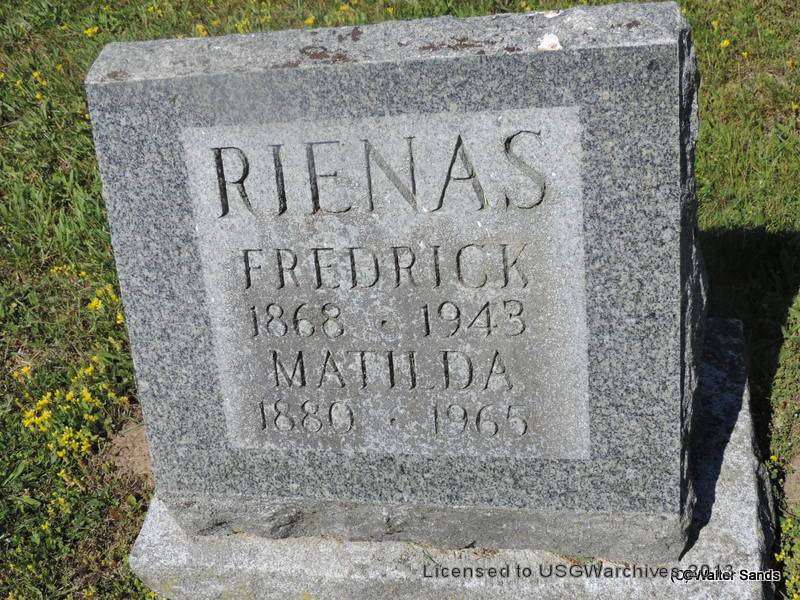 RIENAS
FREDRICK
1868 · 1943
MATILDA
1880 · 1965
Licensed to USGWarchives 2013
(C) Walter Sands